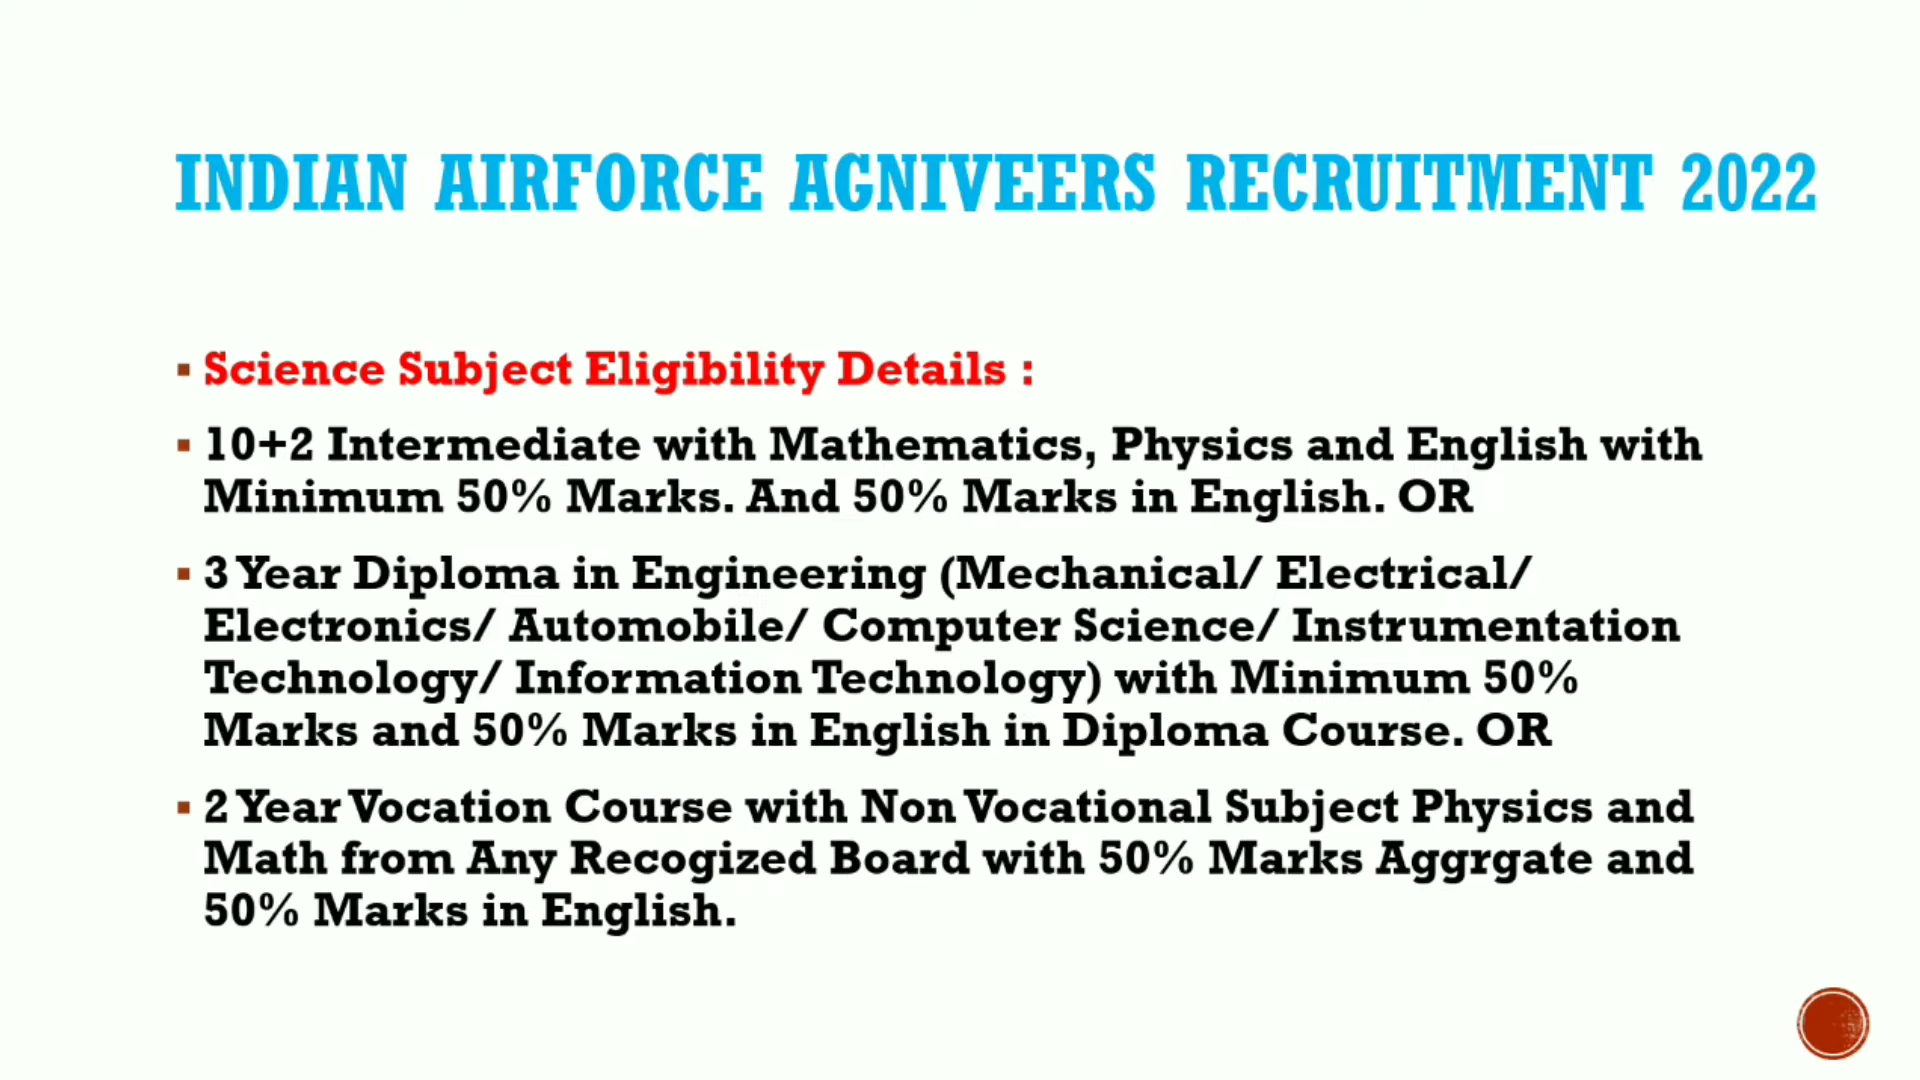 INDIAN AIRFORCE AGNIVEERS RECRUITMENT 2022
▪ Science Subject Eligibility Details :
▪ 10+2 Intermediate with Mathematics, Physics and English with
Minimum 50% Marks. And 50% Marks in English. OR
▪ 3 Year Diploma in Engineering (Mechanical/ Electrical/
Electronics/ Automobile/ Computer Science/ Instrumentation
Technology/ Information Technology) with Minimum 50%
Marks and 50% Marks in English in Diploma Course. OR
▪ 2 Year Vocation Course with Non Vocational Subject Physics and
Math from Any Recogized Board with 50% Marks Aggrgate and
50% Marks in English.